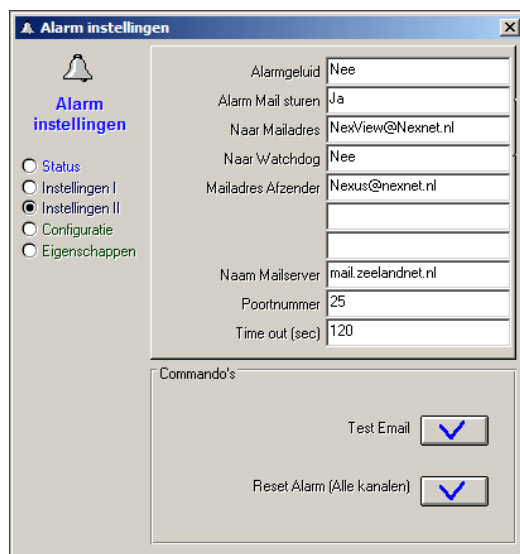 Alarm instellingen
Alarm
instellingen
Status
Instellingen I
Instellingen II
Configuratie
Eigenschappen
Alarmgeluid Nee
Alarm Mail sturen Ja
Naar Mailadres NexView@Nexnet.nl
Naar Watchdog Nee
Mailadres Afzender Nexus@nexnet.nl
Naam Mailserver mail.zeelandnet.nl
Poortnummer 25
Time out (sec) 120
Commando's
Test Email
Reset Alarm (Alle kanalen)